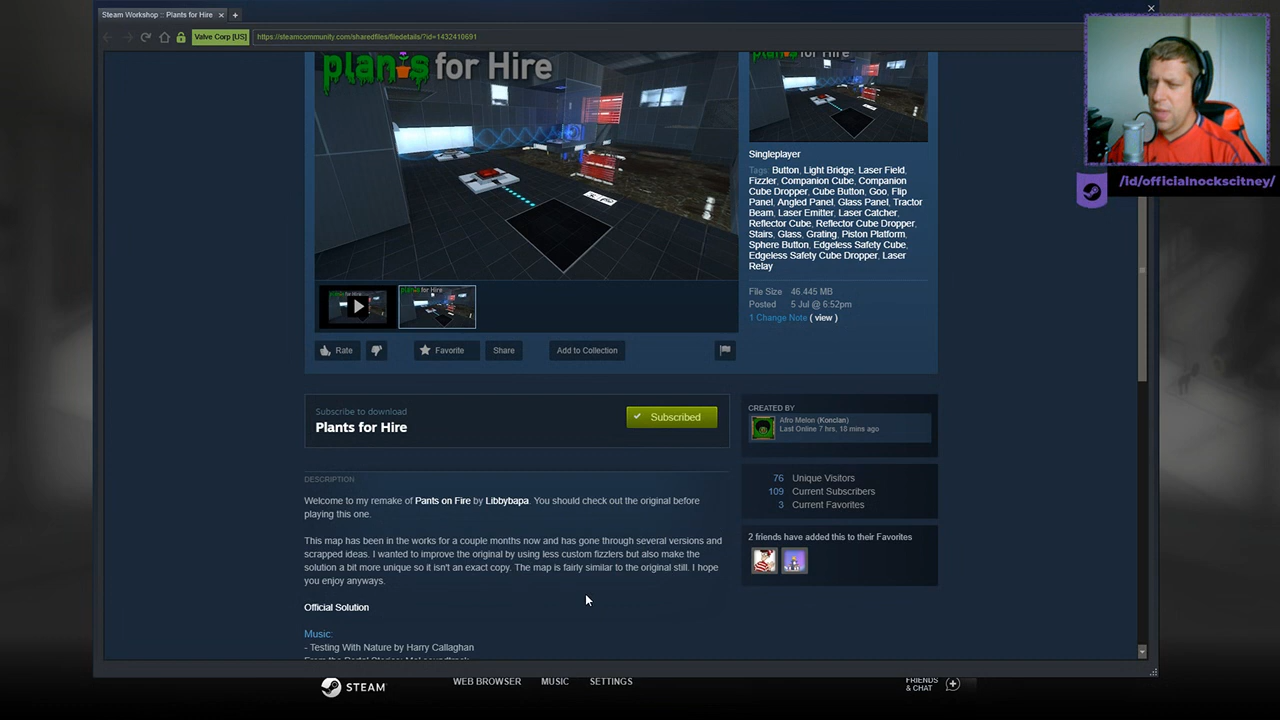 Steam Workshop :: Plants for Hire
Valve Corp [US]
https://steamcommunity.com/sharedfiles/filedetails/?id=1432410691
plants for Hire
for Hire
/id/officialnockscitney/
Singleplayer
Tags: Button, Light Bridge, Laser Field,
Fizzler, Companion Cube, Companion
Cube Dropper, Cube Button, Goo, Flip
Panel, Angled Panel, Glass Panel, Tractor
Beam, Laser Emitter, Laser Catcher,
Reflector Cube, Reflector Cube Dropper,
Stairs, Glass, Grating, Piston Platform,
Sphere Button, Edgeless Safety Cube,
Edgeless Safety Cube Dropper, Laser
Relay
File Size 46.445 MB
Posted 5 Jul @ 6:52pm
1 Change Note ( view )
Rate
Favorite
Share
Add to Collection
Subscribe to download
Plants for Hire
Subscribed
CREATED BY
Afro Melon (Koncian)
Last Online 7 hrs, 18 mins ago
76 Unique Visitors
109 Current Subscribers
3 Current Favorites
2 friends have added this to their Favorites
DESCRIPTION
Welcome to my remake of Pants on Fire by Libbybapa. You should check out the original before
playing this one.
This map has been in the works for a couple months now and has gone through several versions and
scrapped ideas. I wanted to improve the original by using less custom fizzlers but also make the
solution a bit more unique so it isn't an exact copy. The map is fairly similar to the original still. I hope
you enjoy anyways.
Official Solution
Music:
- Testing With Nature by Harry Callaghan
From the Portal Stories: Mel soundtrack
STEAM
WEB BROWSER
MUSIC
SETTINGS
FRIENDS
& CHAT